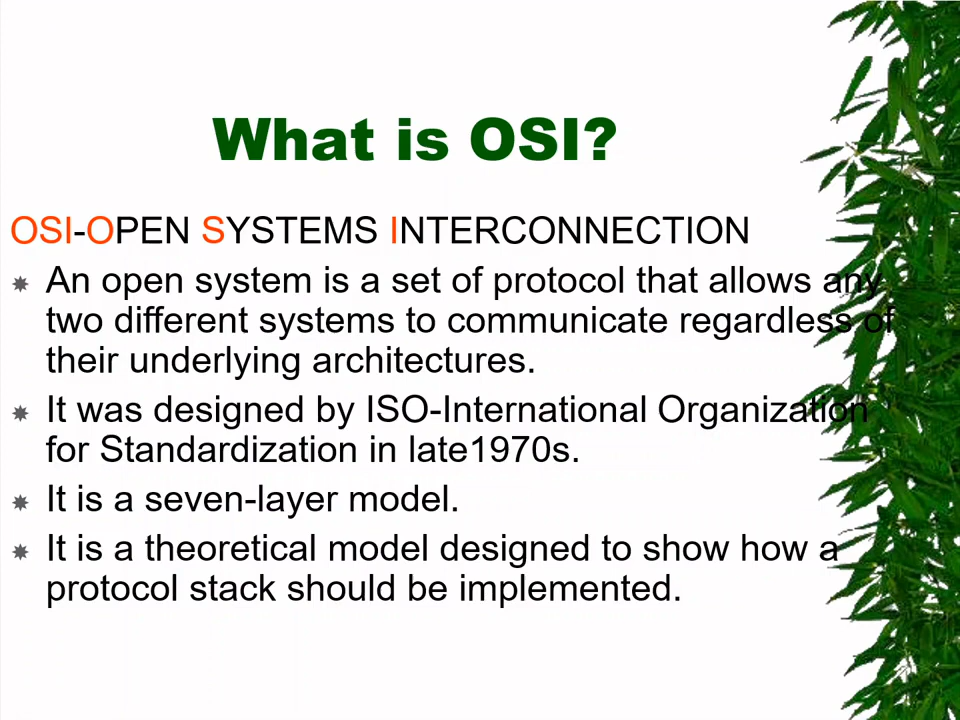 What is OSI?
OSI-OPEN SYSTEMS INTERCONNECTION
An open system is a set of protocol that allows any
two different systems to communicate regardless of
their underlying architectures.
It was designed by ISO-International Organization
for Standardization in late1970s.
It is a seven-layer model.
It is a theoretical model designed to show how a
protocol stack should be implemented.